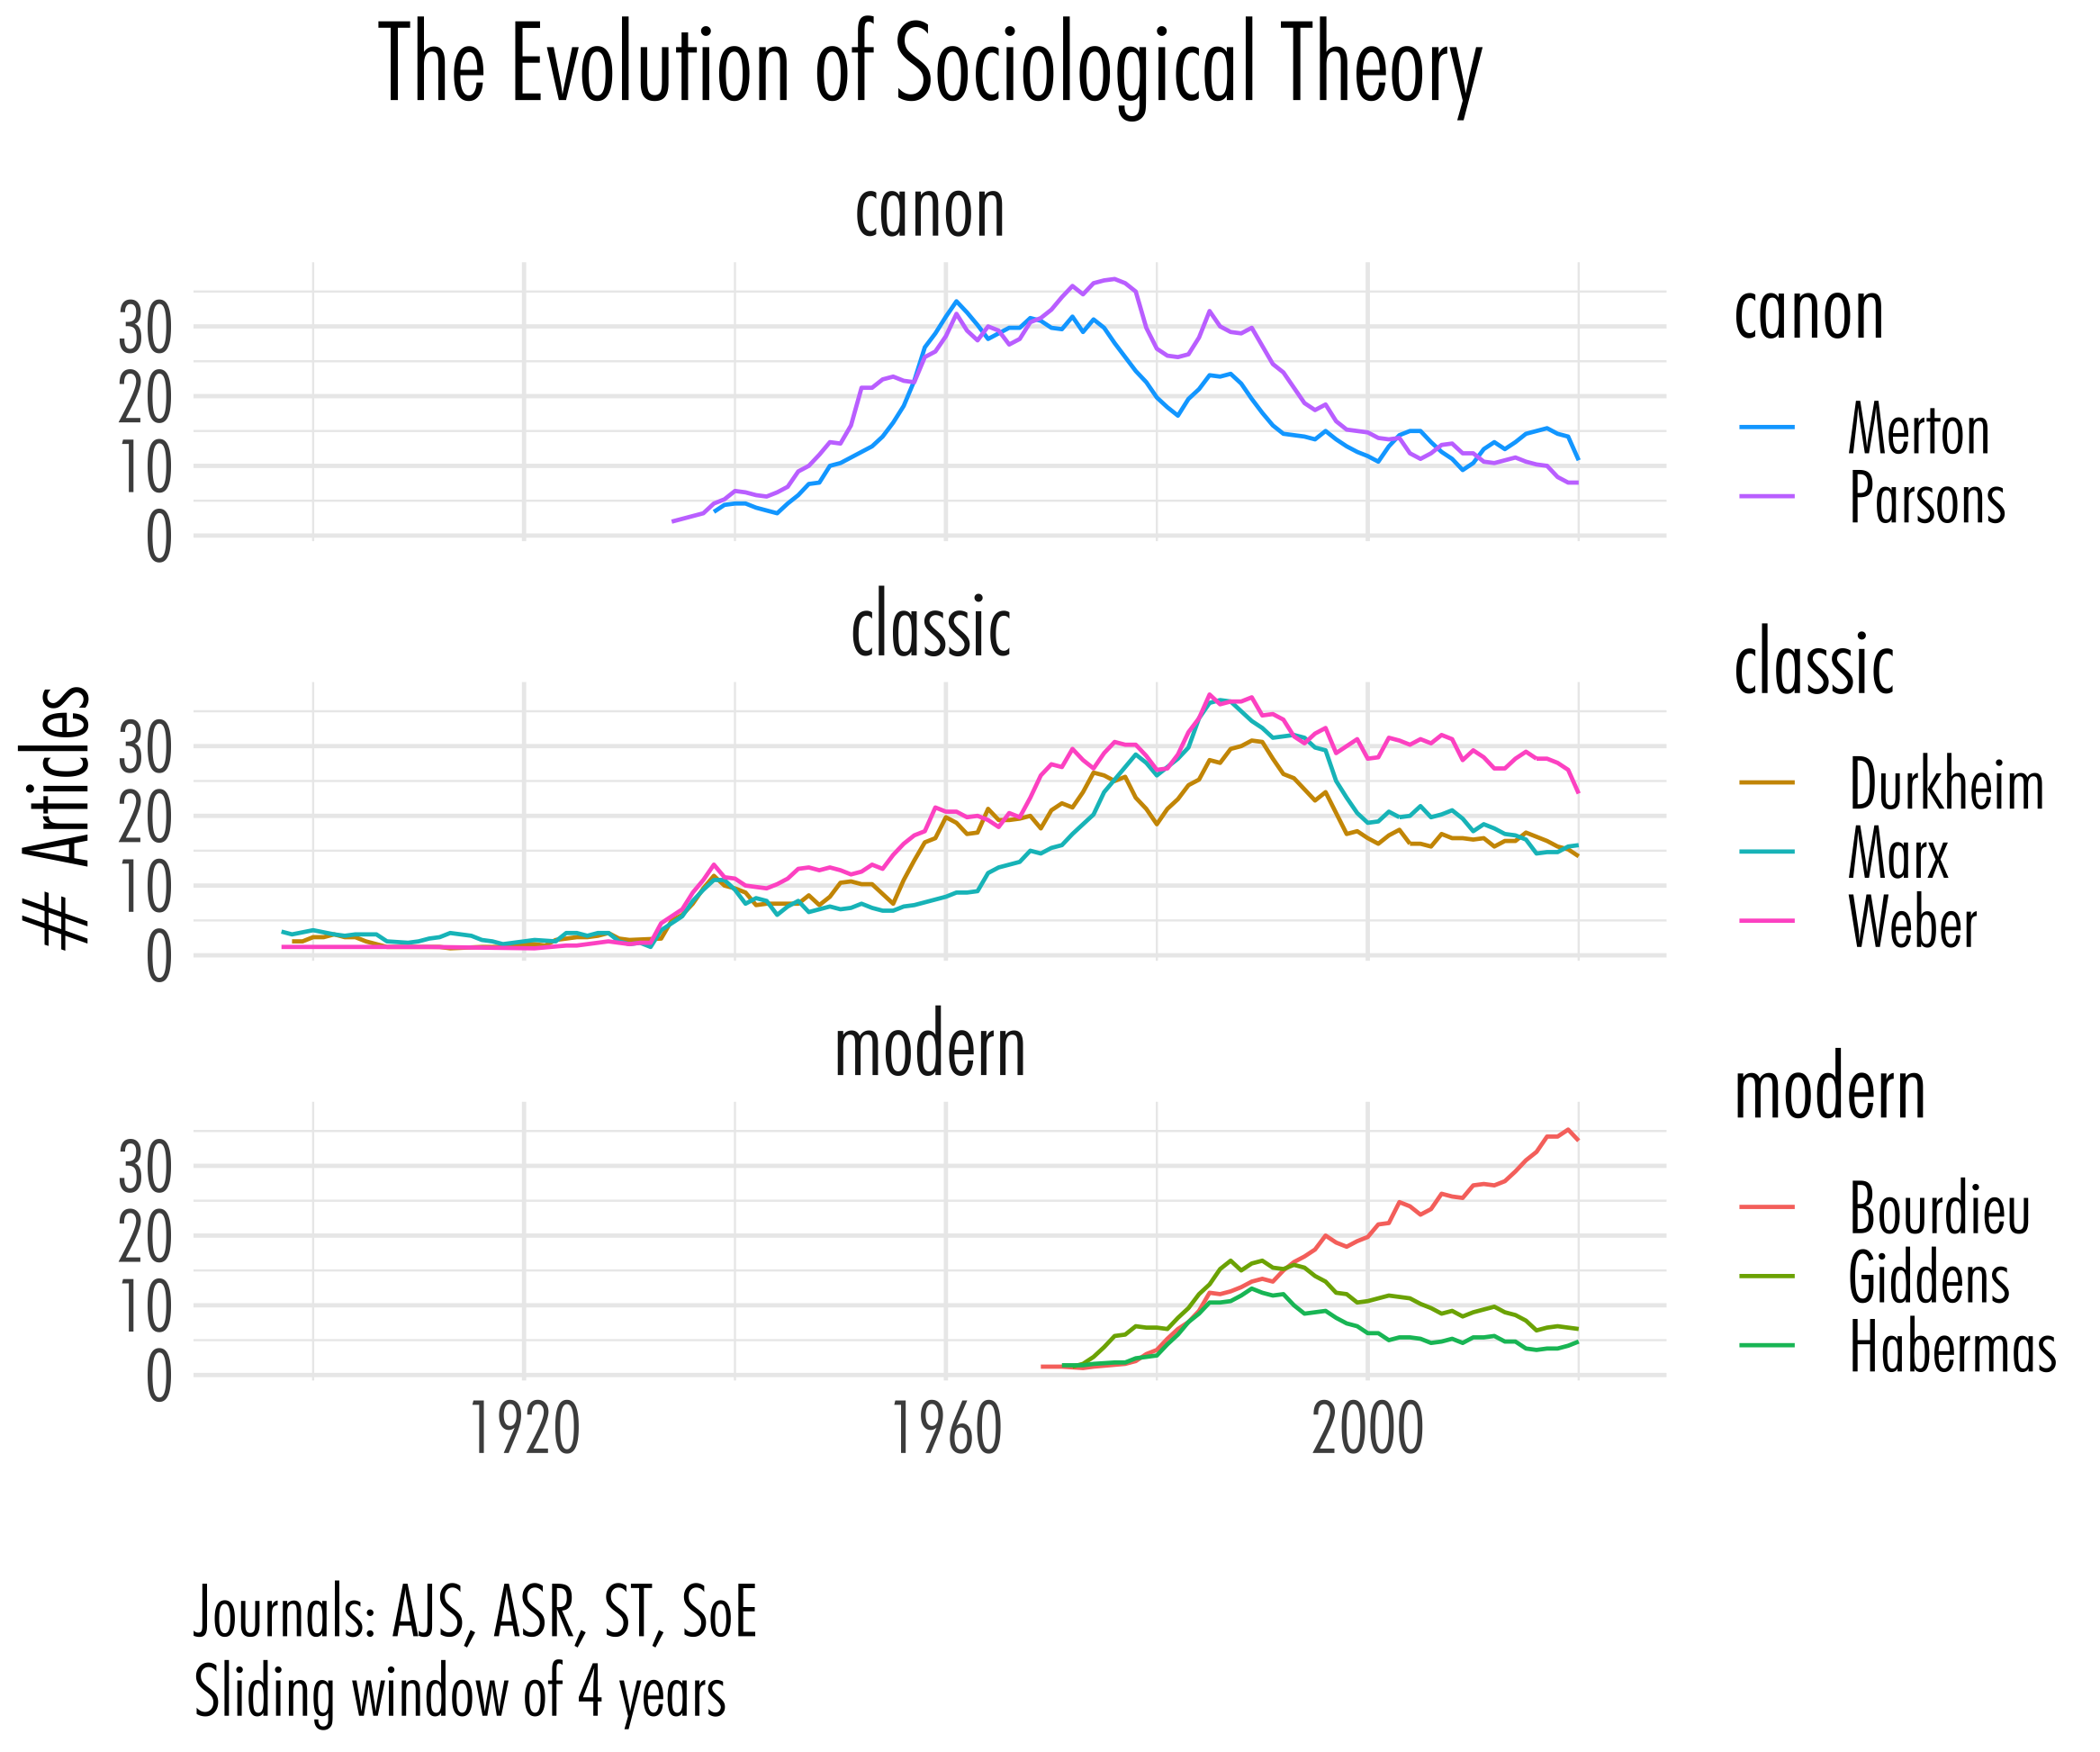 The Evolution of Sociological Theory
canon
30
20
10
0
canon
Merton
Parsons
# Articles
classic
30
20
10
0
classic
Durkheim
Marx
Weber
modern
30
20
10
0
modern
Bourdieu
Giddens
Habermas
1920 1960 2000
Journals: AJS, ASR, ST, SoE
Sliding window of 4 years